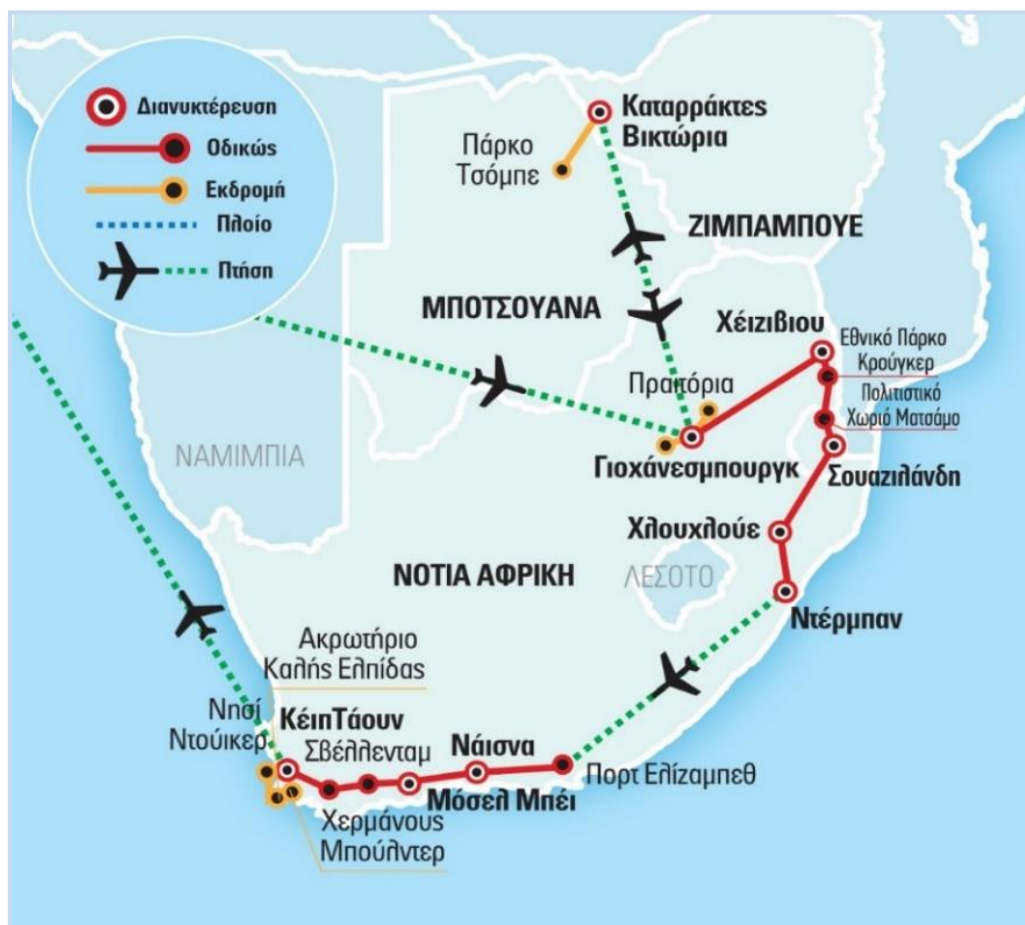 Διανυκτέρευση
Οδικώς
Εκδρομή
Πλοίο
Πτήση
Καταρράκτες
Βικτώρια
Πάρκο
Τσόμπε
ΖΙΜΠΑΜΠΟΥΕ
ΜΠΟΤΣΟΥΑΝΑ
Χέιζιβιου
Εθνικό Πάρκο
Κρούγκερ
Πραιτόρια
Πολιτιστικό
Χωριό Ματσάμο
ΝΑΜΙΜΠΙΑ
Γιοχάνεσμπουργκ
Σουαζιλάνδη
Χλουχλούε
ΝΟΤΙΑ ΑΦΡΙΚΗ
ΛΕΣΟΤΟ
Ντέρμπαν
Ακρωτήριο
Καλής Ελπίδας
Νησί
Ντούικερ
ΚέιπΤάουν
Σβέλλενταμ
Νάισνα
Πορτ Ελίζαμπεθ
Μόσελ Μπέι
Χερμάνους
Μπούλντερ